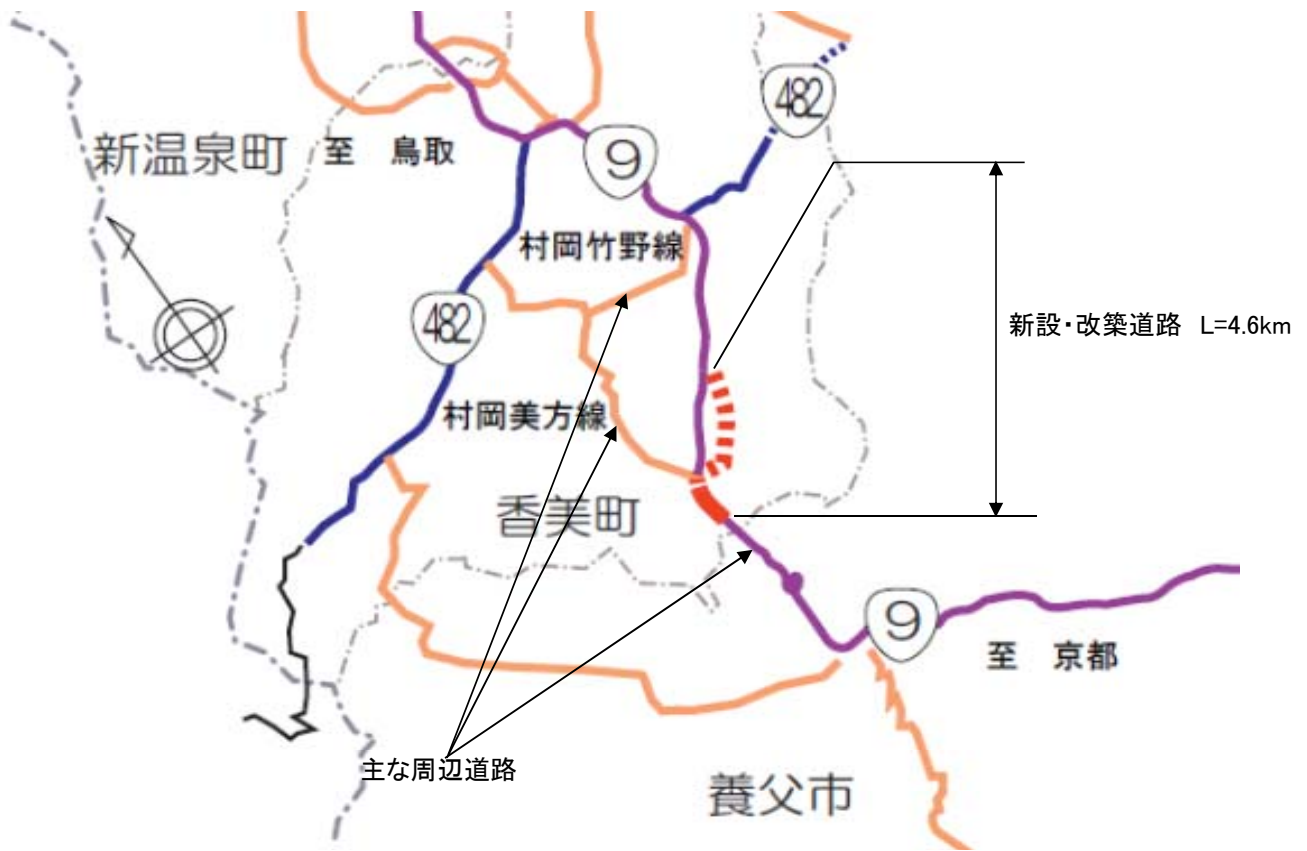 482
新温泉町
至 鳥取
9
村岡竹野線
482
新設・改築道路 L=4.6km
村岡美方線
香美町
9
至 京都
主な周辺道路
養父市